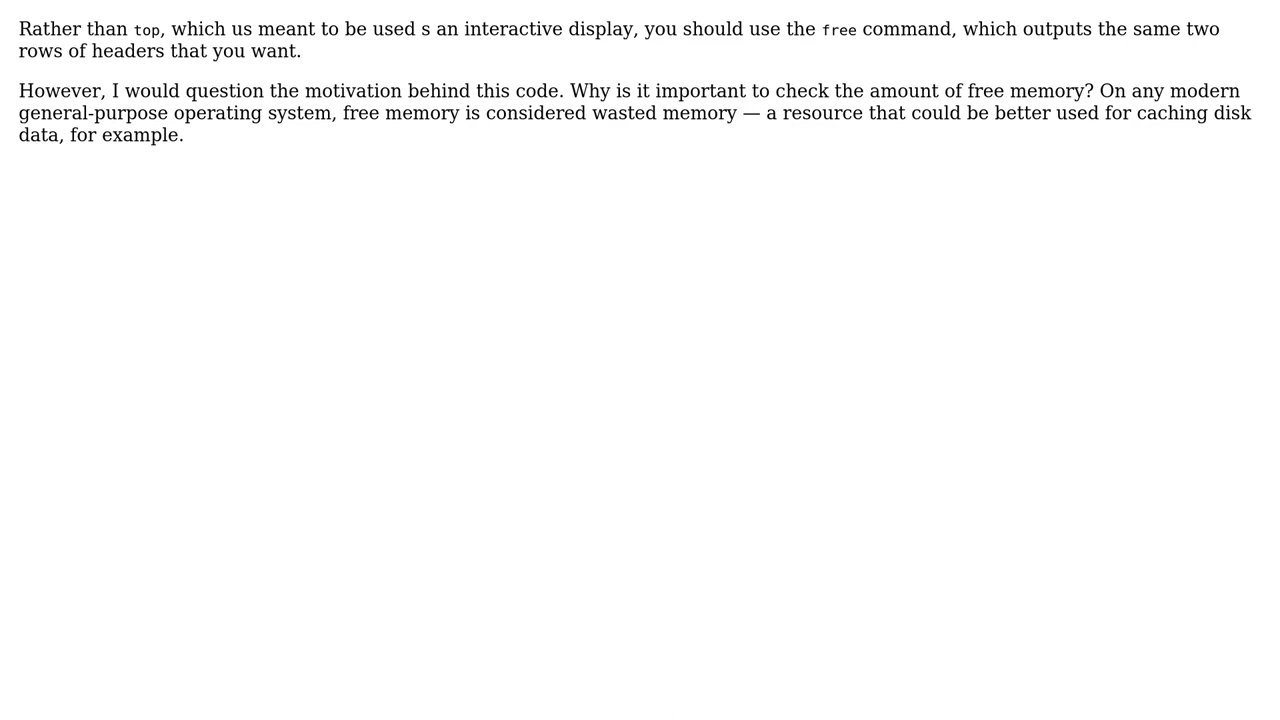 Rather than top, which us meant to be used s an interactive display, you should use the free command, which outputs the same two
rows of headers that you want.
However, I would question the motivation behind this code. Why is it important to check the amount of free memory? On any modern
general-purpose operating system, free memory is considered wasted memory — a resource that could be better used for caching disk
data, for example.